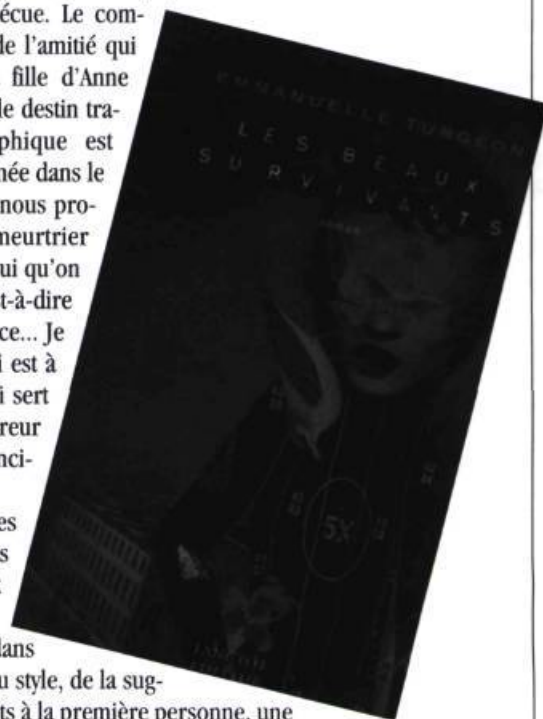 écue. Le com-
de l'amitié qui
fille d'Anne
le destin tra-
phique est
née dans le
nous pro-
meurtrier
ui qu'on
t-à-dire
ce... Je
i est à
i sert
reur
nci-
EMMANUELLE TURGEON
LES BEAUX
SURVIVANTS
5X
es
s
dans
u style, de la sug-
ts à la première personne, une